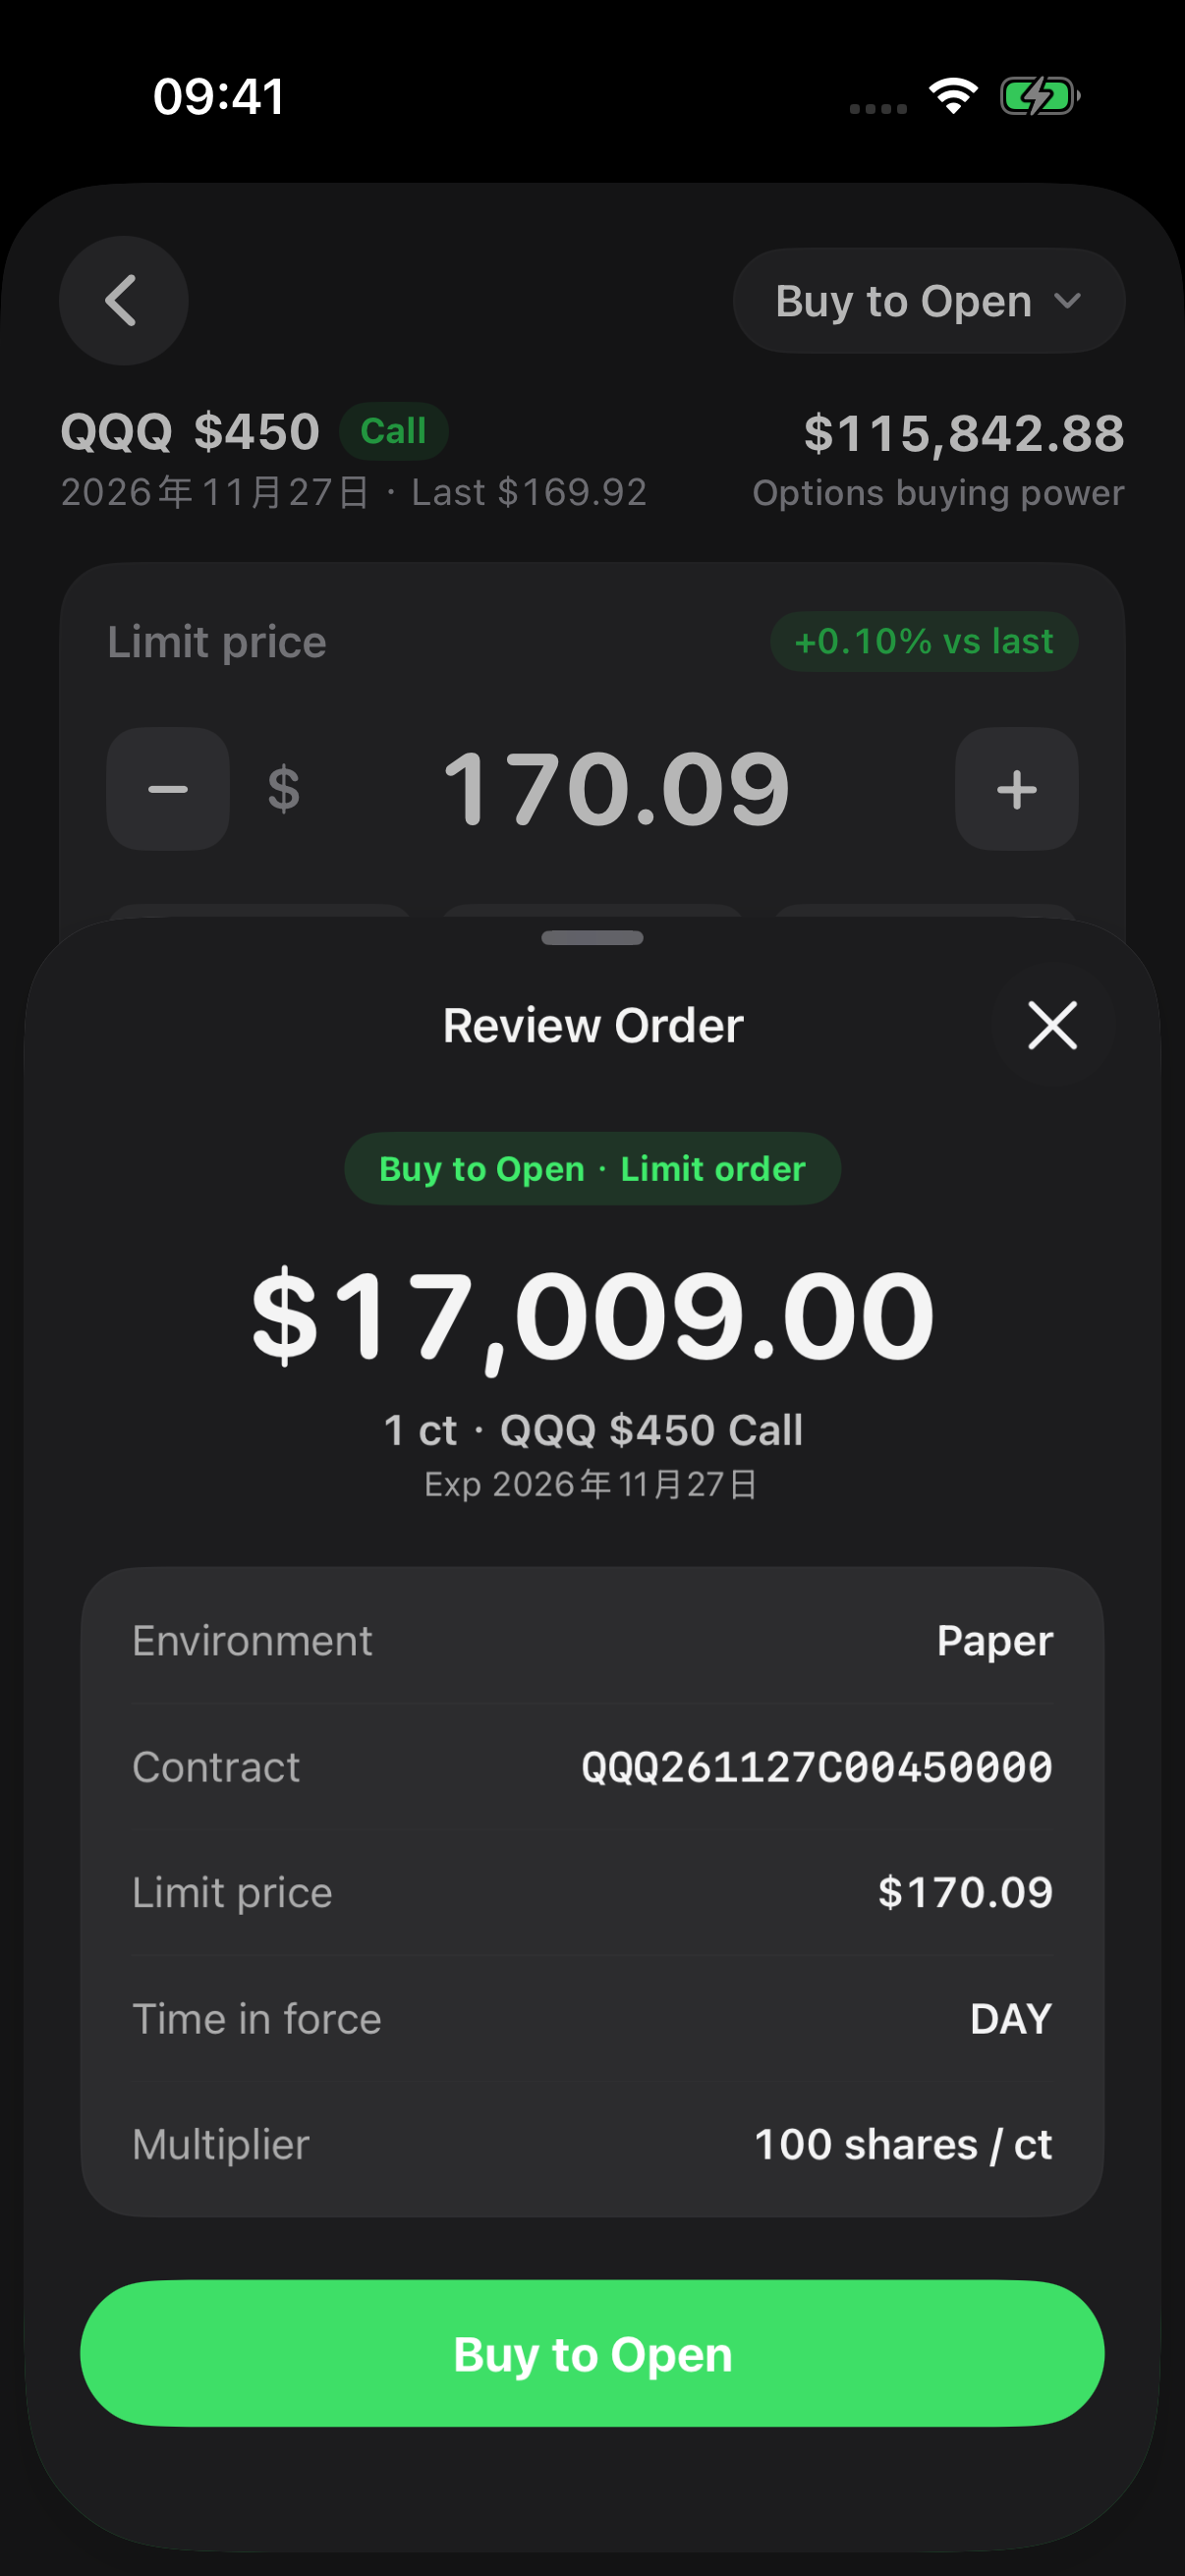 09:41
Buy to Open
QQQ $450 Call
$115,842.88
2026年11月27日 · Last $169.92
Options buying power
Limit price
+0.10% vs last
− $ 170.09 +
Review Order
Buy to Open · Limit order
$17,009.00
1 ct · QQQ $450 Call
Exp 2026年11月27日
Environment Paper
Contract QQQ261127C00450000
Limit price $170.09
Time in force DAY
Multiplier 100 shares / ct
Buy to Open